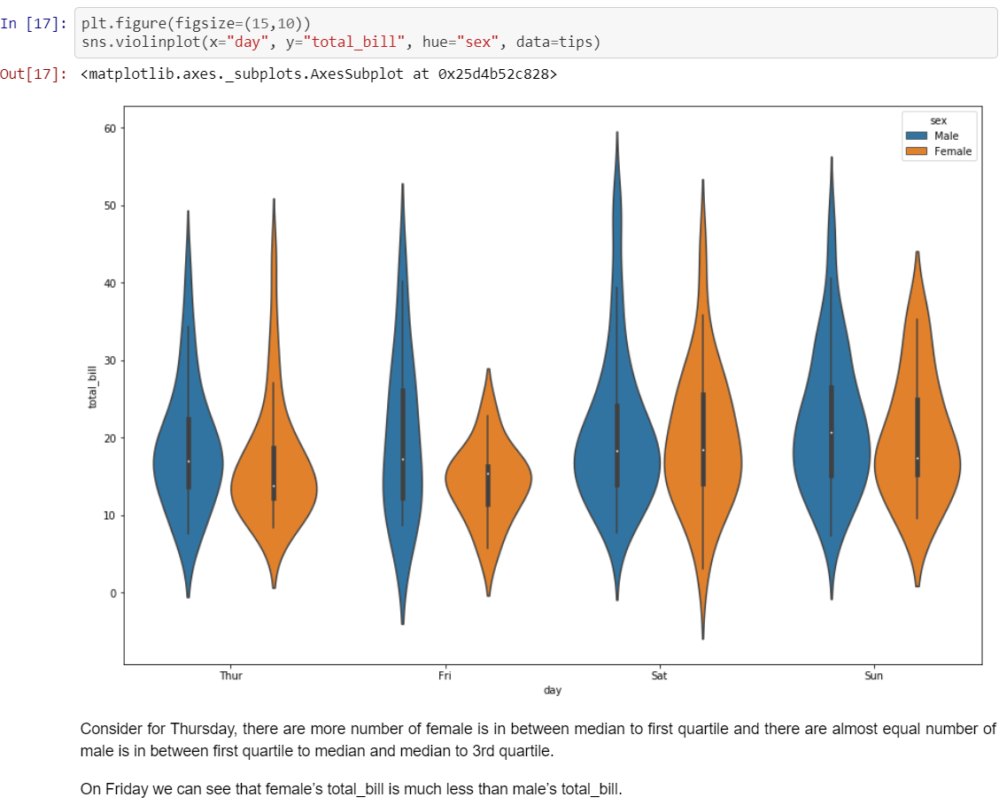 In [17]: plt.figure(figsize=(15,10))
sns.violinplot(x="day", y="total_bill", hue="sex", data=tips)
Out[17]: <matplotlib.axes._subplots.AxesSubplot at 0x25d4b52c828>
sex
Male
Female
60
50
40
30
20
10
0
total_bill
Thur Fri Sat Sun
day
Consider for Thursday, there are more number of female is in between median to first quartile and there are almost equal number of
male is in between first quartile to median and median to 3rd quartile.
On Friday we can see that female’s total_bill is much less than male’s total_bill.